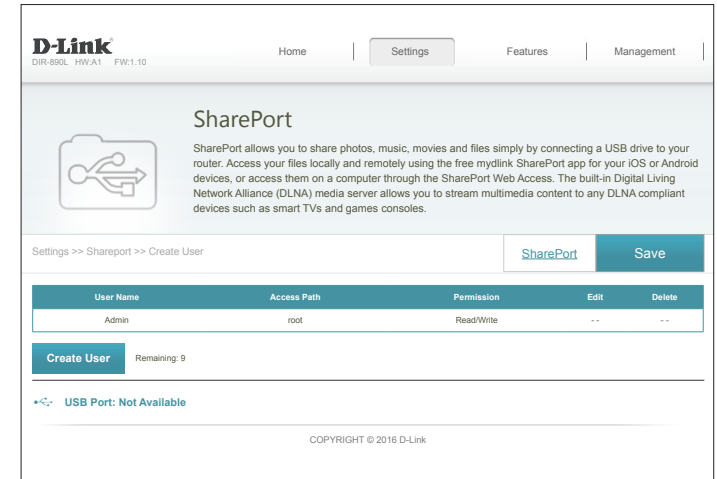 D-Link®
DIR-890L HW:A1 FW:1.10
Home
Settings
Features
Management
SharePort
SharePort allows you to share photos, music, movies and files simply by connecting a USB drive to your
router. Access your files locally and remotely using the free mydlink SharePort app for your iOS or Android
devices, or access them on a computer through the SharePort Web Access. The built-in Digital Living
Network Alliance (DLNA) media server allows you to stream multimedia content to any DLNA compliant
devices such as smart TVs and games consoles.
Settings >> Shareport >> Create User
SharePort
Save
User Name Access Path Permission Edit Delete
Admin root Read/Write -- --
Create User Remaining: 9
USB Port: Not Available
COPYRIGHT © 2016 D-Link